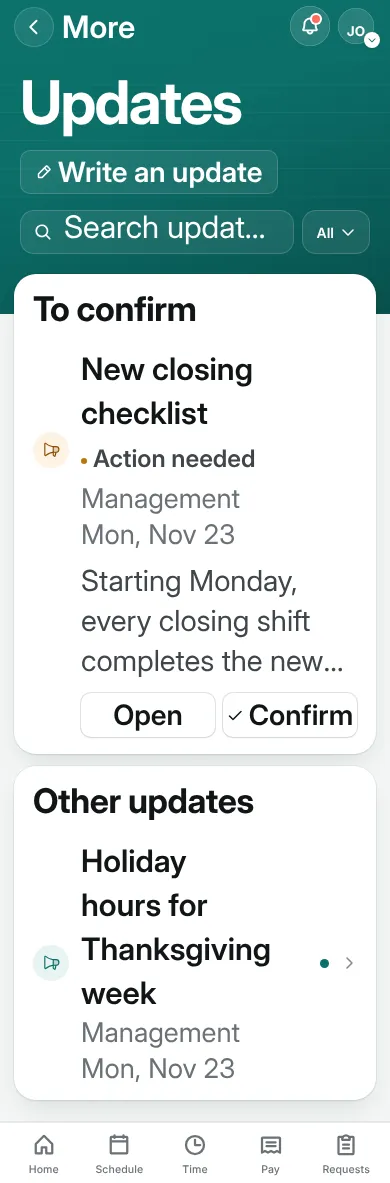 More
JO
Updates
Write an update
Search updat...
All
To confirm
New closing
checklist
Action needed
Management
Mon, Nov 23
Starting Monday,
every closing shift
completes the new...
Open
Confirm
Other updates
Holiday
hours for
Thanksgiving
week
Management
Mon, Nov 23
Home
Schedule
Time
Pay
Requests